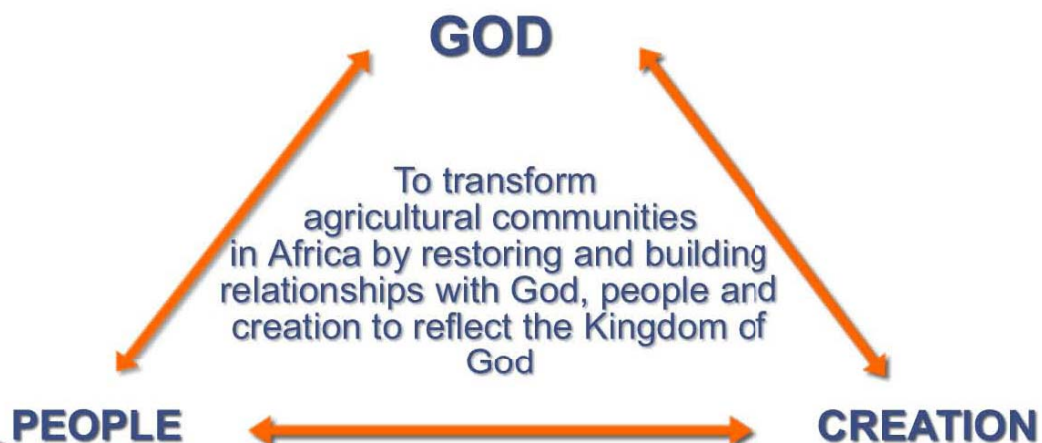 GOD
To transform
agricultural communities
in Africa by restoring and building
relationships with God, people and
creation to reflect the Kingdom of
God
PEOPLE
CREATION